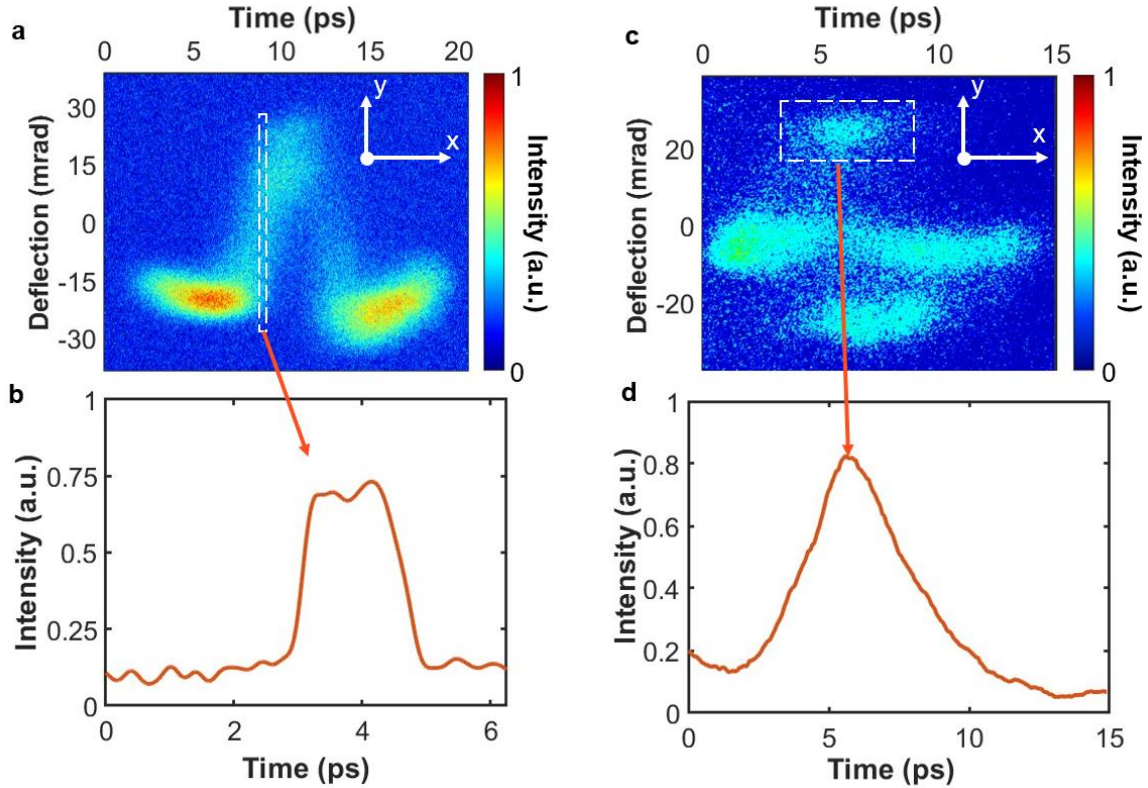 a
Time (ps)
0 5 10 15 20
Deflection (mrad)
30
15
0
-15
-30
y
x
1
Intensity (a.u.)
0
c
Time (ps)
0 5 10 15
Deflection (mrad)
20
0
-20
y
x
1
Intensity (a.u.)
0
b
Intensity (a.u.)
1
0.75
0.5
0.25
0
0 2 4 6
Time (ps)
d
Intensity (a.u.)
1
0.8
0.6
0.4
0.2
0
0 5 10 15
Time (ps)